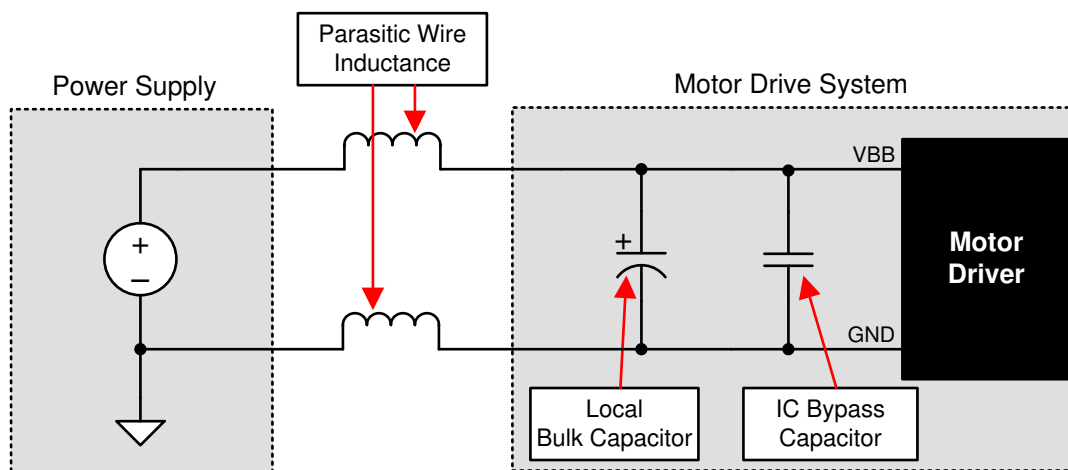 Parasitic Wire
Inductance
Power Supply
Motor Drive System
VBB
+
+
–
Motor
Driver
GND
Local
Bulk Capacitor
IC Bypass
Capacitor